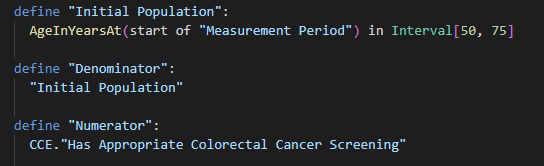 define "Initial Population":
AgeInYearsAt(start of "Measurement Period") in Interval[50, 75]
define "Denominator":
"Initial Population"
define "Numerator":
CCE."Has Appropriate Colorectal Cancer Screening"